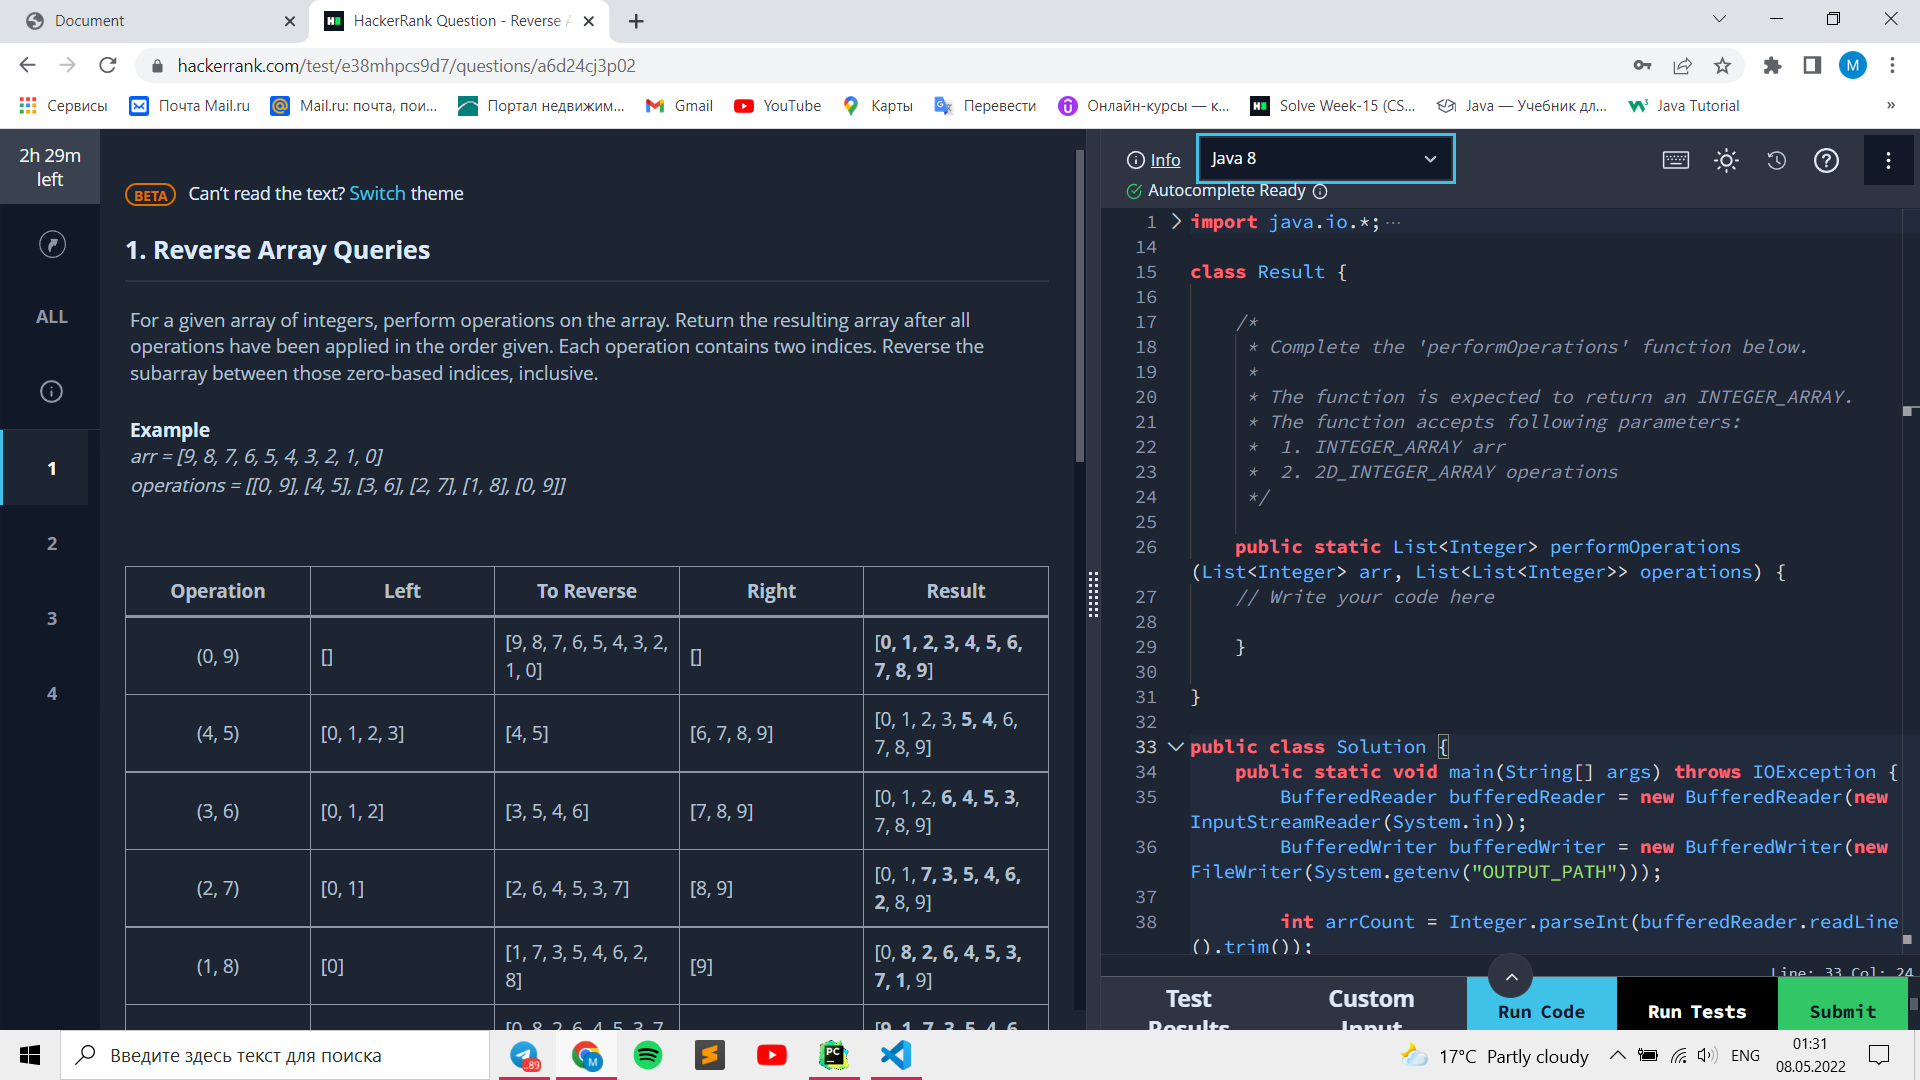 Document
HackerRank Question - Reverse A
hackerrank.com/test/e38mhpcs9d7/questions/a6d24cj3p02
M
Сервисы
Почта Mail.ru
Mail.ru: почта, пои...
Портал недвижим...
Gmail
YouTube
Карты
Перевести
Онлайн-курсы — к...
Solve Week-15 (CS...
Java — Учебник дл...
Java Tutorial
»
2h 29m
left
ALL
1
2
3
4
BETA Can't read the text? Switch theme
1. Reverse Array Queries
For a given array of integers, perform operations on the array. Return the resulting array after all
operations have been applied in the order given. Each operation contains two indices. Reverse the
subarray between those zero-based indices, inclusive.
Example
arr = [9, 8, 7, 6, 5, 4, 3, 2, 1, 0]
operations = [[0, 9], [4, 5], [3, 6], [2, 7], [1, 8], [0, 9]]
Operation Left To Reverse Right Result
(0, 9) [] [9, 8, 7, 6, 5, 4, 3, 2, 1, 0] [] [0, 1, 2, 3, 4, 5, 6, 7, 8, 9]
(4, 5) [0, 1, 2, 3] [4, 5] [6, 7, 8, 9] [0, 1, 2, 3, 5, 4, 6, 7, 8, 9]
(3, 6) [0, 1, 2] [3, 5, 4, 6] [7, 8, 9] [0, 1, 2, 6, 4, 5, 3, 7, 8, 9]
(2, 7) [0, 1] [2, 6, 4, 5, 3, 7] [8, 9] [0, 1, 7, 3, 5, 4, 6, 2, 8, 9]
(1, 8) [0] [1, 7, 3, 5, 4, 6, 2, 8] [9] [0, 8, 2, 6, 4, 5, 3, 7, 1, 9]
[0, 8, 2, 6, 4, 5, 3, 7 [9, 1, 7, 3, 5, 4, 6
Info
Java 8
Autocomplete Ready
1 import java.io.*;···
14
15 class Result {
16
17 /*
18 * Complete the 'performOperations' function below.
19 *
20 * The function is expected to return an INTEGER_ARRAY.
21 * The function accepts following parameters:
22 * 1. INTEGER_ARRAY arr
23 * 2. 2D_INTEGER_ARRAY operations
24 */
25
26 public static List<Integer> performOperations
(List<Integer> arr, List<List<Integer>> operations) {
27 // Write your code here
28
29 }
30
31 }
32
33 public class Solution {
34 public static void main(String[] args) throws IOException {
35 BufferedReader bufferedReader = new BufferedReader(new
InputStreamReader(System.in));
36 BufferedWriter bufferedWriter = new BufferedWriter(new
FileWriter(System.getenv("OUTPUT_PATH")));
37
38 int arrCount = Integer.parseInt(bufferedReader.readLine
().trim());
Line: 33 Col: 24
Test
Results
Custom
Input
Run Code
Run Tests
Submit
Введите здесь текст для поиска
..89
M
PC
17°C Partly cloudy
ENG
01:31
08.05.2022